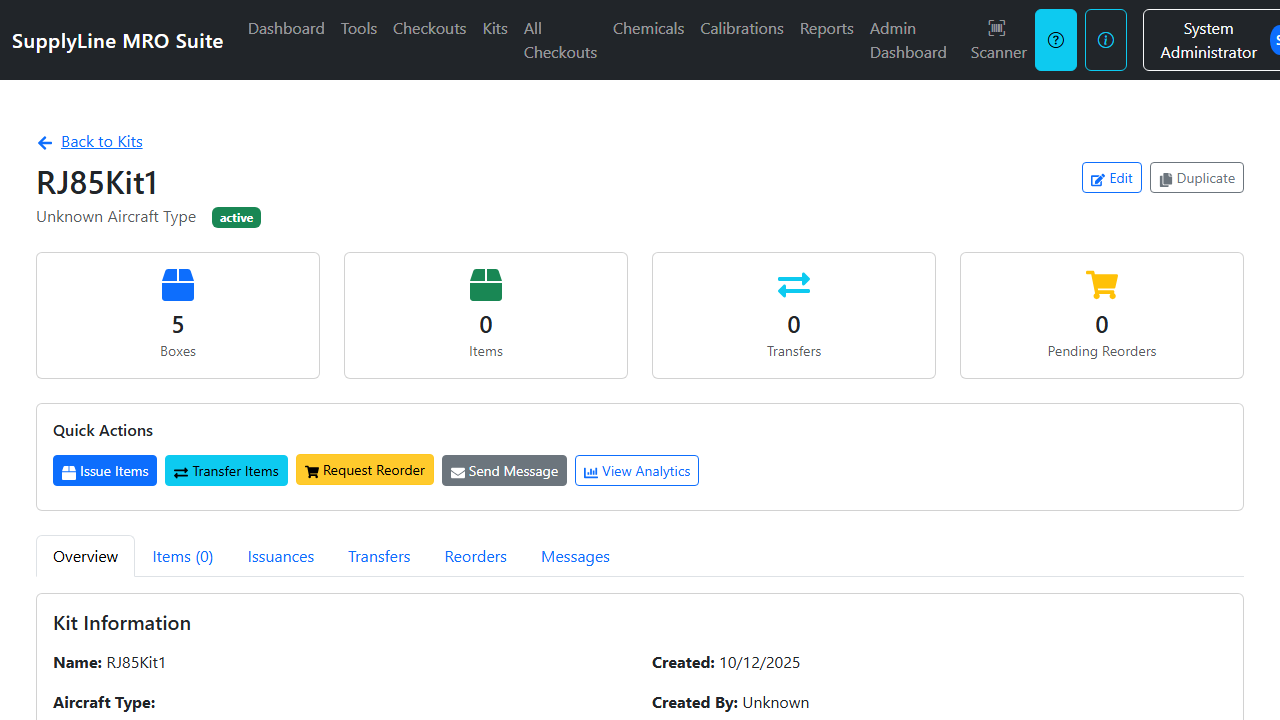 SupplyLine MRO Suite
Dashboard
Tools
Checkouts
Kits
All
Checkouts
Chemicals
Calibrations
Reports
Admin
Dashboard
Scanner
System
Administrator
S
Back to Kits
RJ85Kit1
Edit
Duplicate
Unknown Aircraft Type
active
5
Boxes
0
Items
0
Transfers
0
Pending Reorders
Quick Actions
Issue Items
Transfer Items
Request Reorder
Send Message
View Analytics
Overview
Items (0)
Issuances
Transfers
Reorders
Messages
Kit Information
Name: RJ85Kit1
Created: 10/12/2025
Aircraft Type:
Created By: Unknown